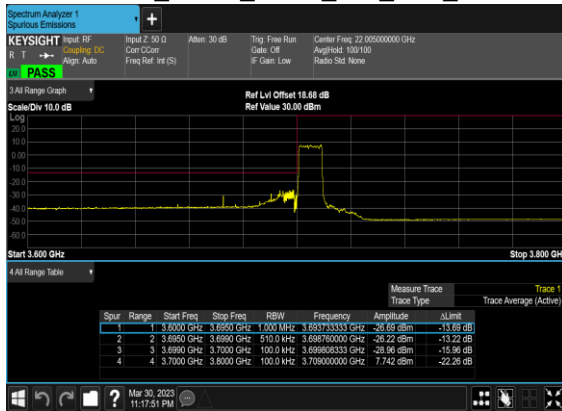 Spectrum Analyzer 1
Spurious Emissions
KEYSIGHT Input: RF Input Z: 50 Ω Atten: 30 dB Trig: Free Run Center Freq: 22.005000000 GHz
R T Coupling: DC Corr CCorr Gate: Off Avg|Hold: 100/100
Align: Auto Freq Ref: Int (S) IF Gain: Low Radio Std: None
PASS
3 All Range Graph
Ref Lvl Offset 18.68 dB
Scale/Div 10.0 dB Ref Value 30.00 dBm
Log
20.0
10.0
0.00
-10.0
-20.0
-30.0
-40.0
-50.0
-60.0
Start 3.600 GHz Stop 3.800 GH
4 All Range Table
Measure Trace Trace 1
Trace Type Trace Average (Active)
Spur Range Start Freq Stop Freq RBW Frequency Amplitude ΔLimit
1 1 3.6000 GHz 3.6950 GHz 1.000 MHz 3.693733333 GHz -26.69 dBm -13.69 dB
2 2 3.6950 GHz 3.6990 GHz 510.0 kHz 3.698760000 GHz -26.22 dBm -13.22 dB
3 3 3.6990 GHz 3.7000 GHz 100.0 kHz 3.699808333 GHz -28.96 dBm -15.96 dB
4 4 3.7000 GHz 3.8000 GHz 100.0 kHz 3.709000000 GHz 7.742 dBm -22.26 dB
? Mar 30, 2023
11:17:51 PM